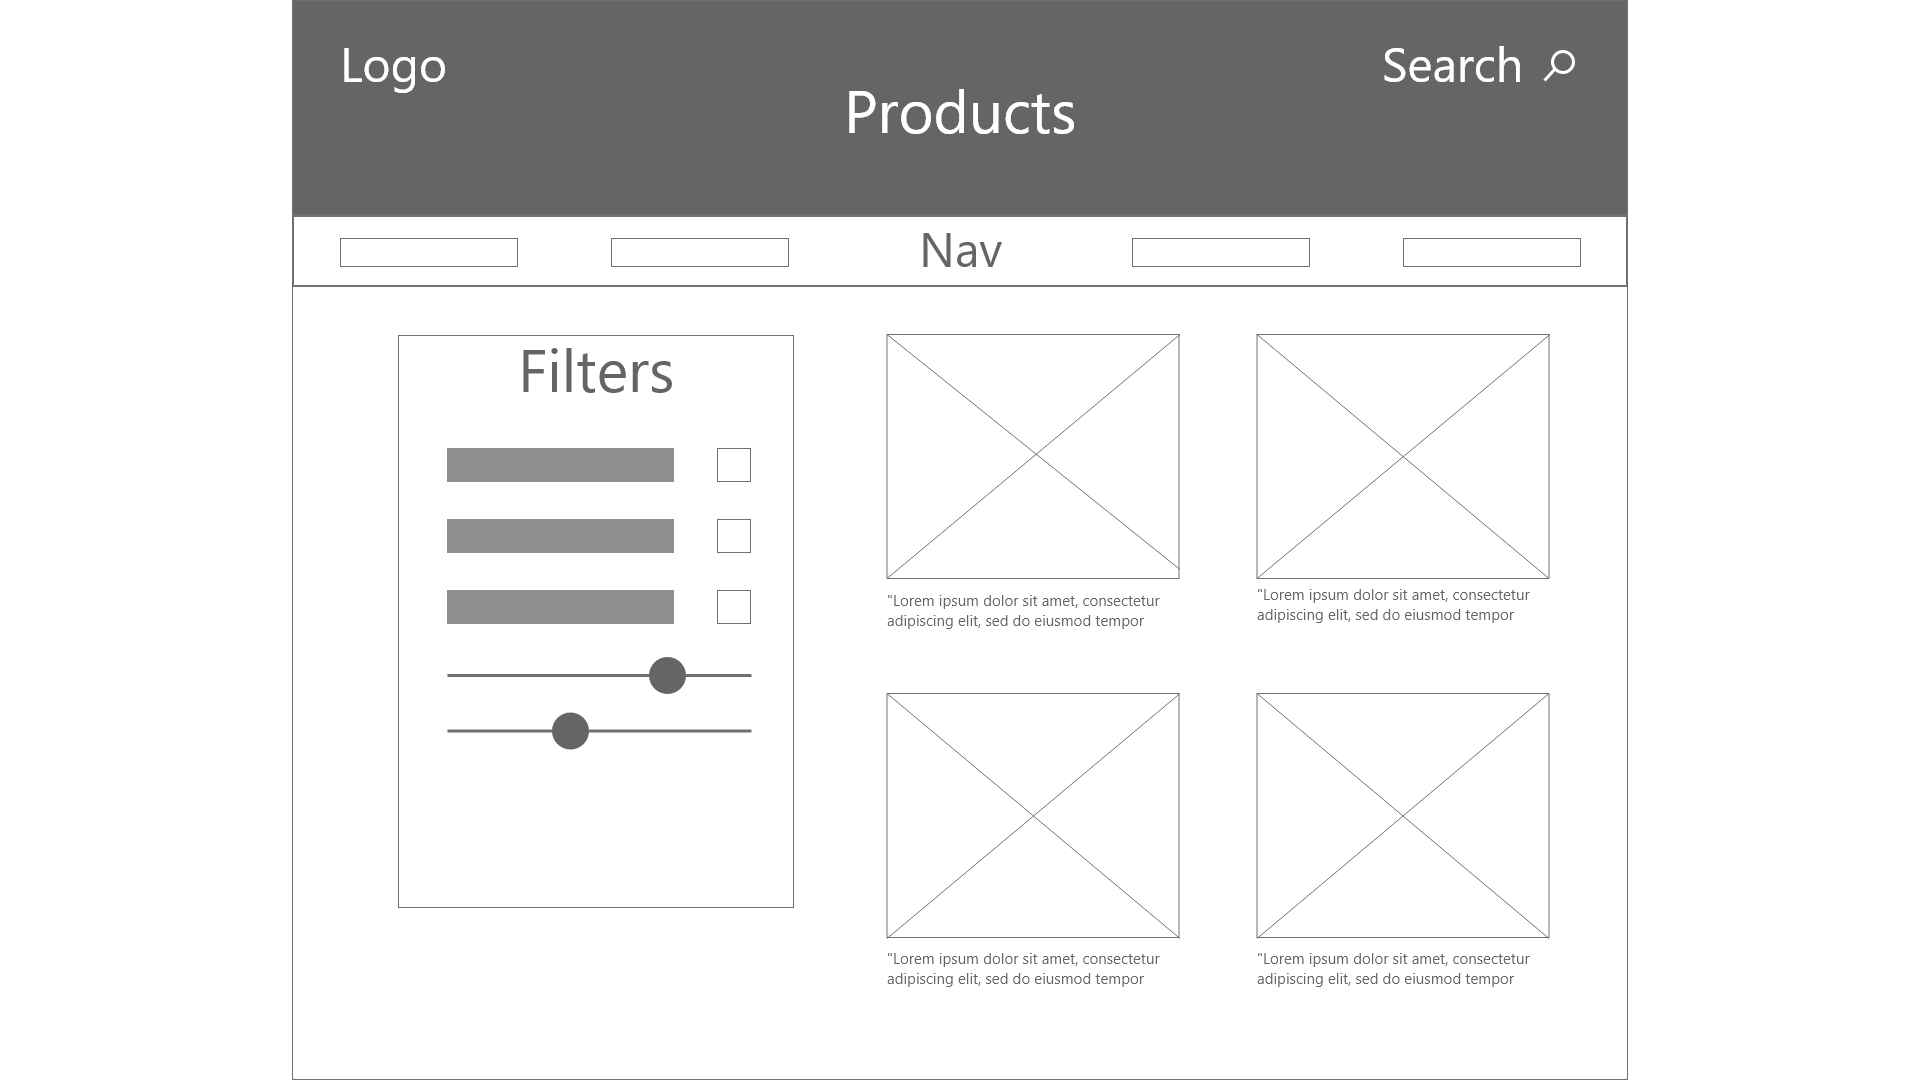 Logo
Search
Products
Nav
Filters
"Lorem ipsum dolor sit amet, consectetur
adipiscing elit, sed do eiusmod tempor
"Lorem ipsum dolor sit amet, consectetur
adipiscing elit, sed do eiusmod tempor
"Lorem ipsum dolor sit amet, consectetur
adipiscing elit, sed do eiusmod tempor
"Lorem ipsum dolor sit amet, consectetur
adipiscing elit, sed do eiusmod tempor